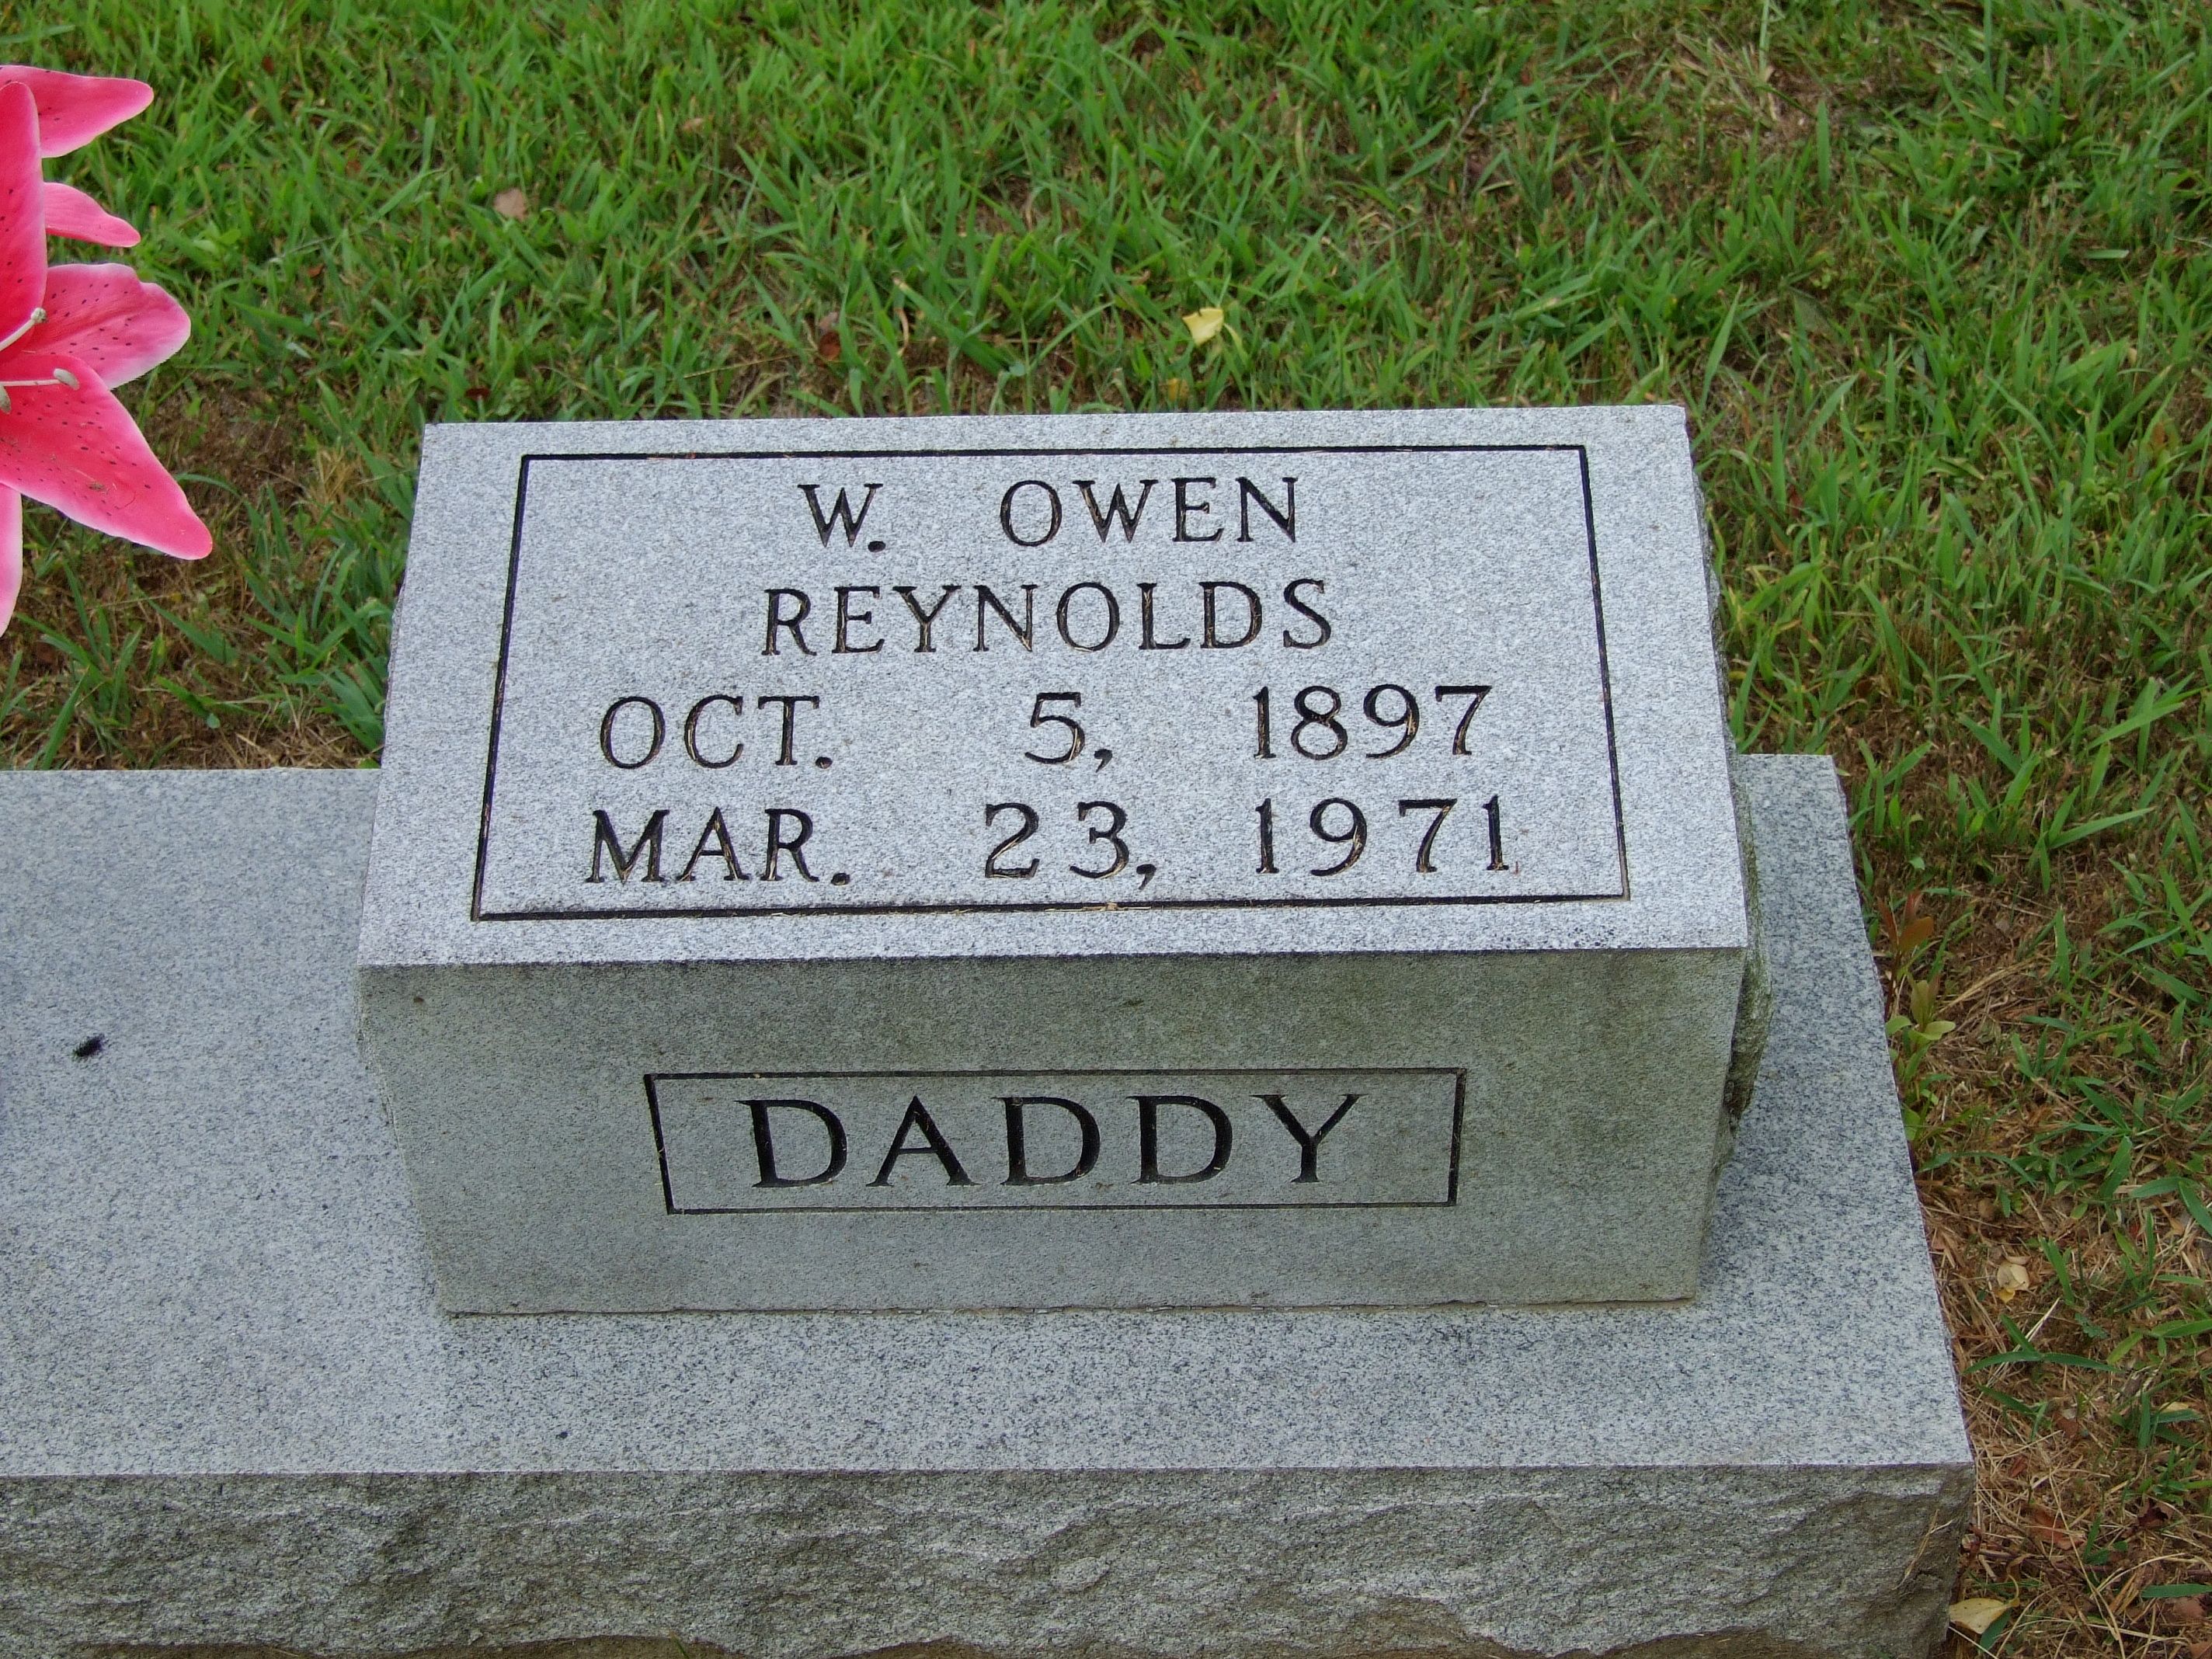 W. OWEN
REYNOLDS
OCT. 5, 1897
MAR. 23, 1971
DADDY